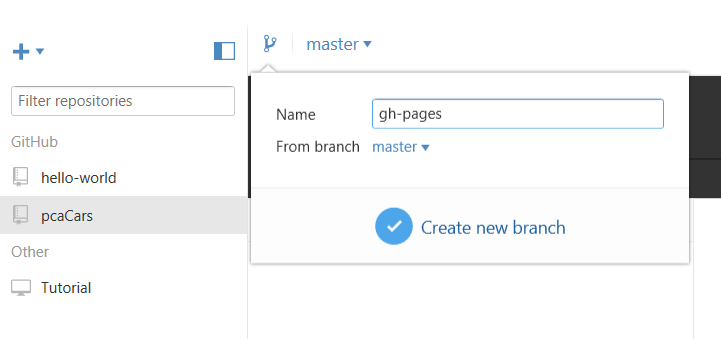 master
Filter repositories
GitHub
hello-world
pcaCars
Other
Tutorial
Name
gh-pages
From branch
master
Create new branch